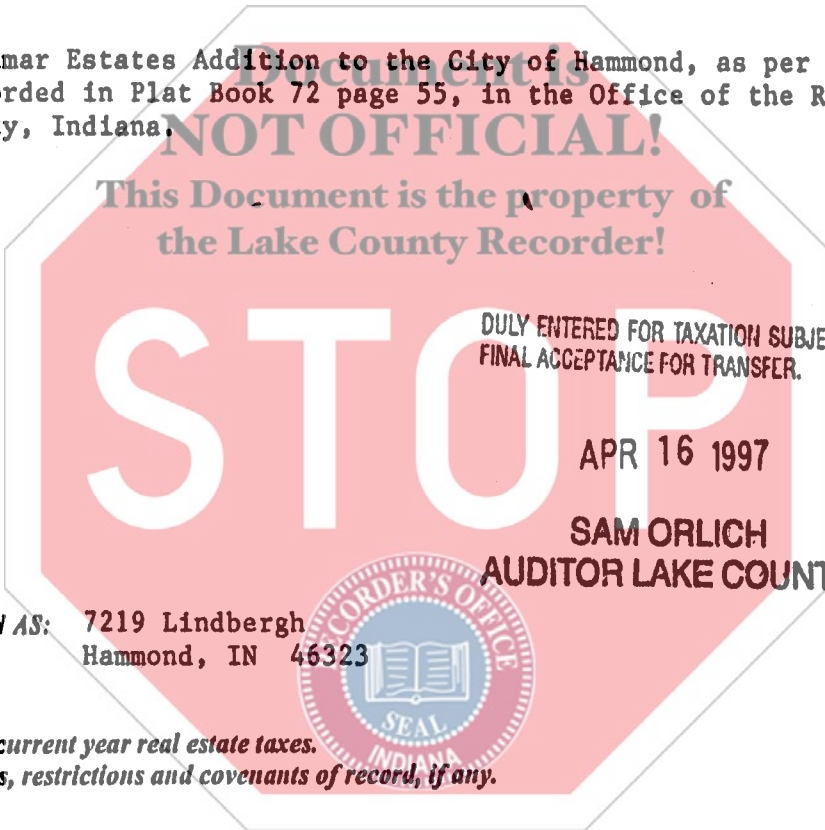 mar Estates Addition to the City of Hammond, as per
orded in Plat Book 72 page 55, in the Office of the R
y, Indiana.
Document is
NOT OFFICIAL!
This Document is the property of
the Lake County Recorder!
STOP
DULY ENTERED FOR TAXATION SUBJE
FINAL ACCEPTANCE FOR TRANSFER.
APR 16 1997
SAM ORLICH
AUDITOR LAKE COUNT
AS: 7219 Lindbergh
Hammond, IN 46323
RECORDER'S OFFICE
SEAL
INDIANA
current year real estate taxes.
s, restrictions and covenants of record, if any.